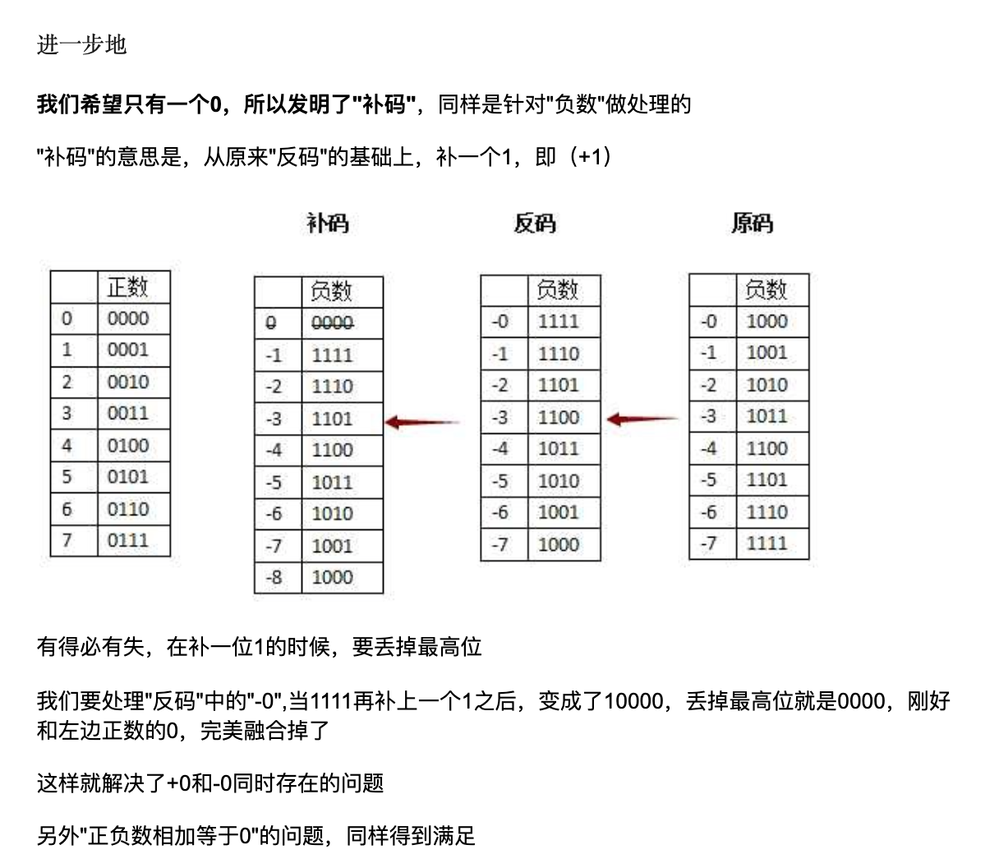 进一步地
我们希望只有一个0，所以发明了"补码"，同样是针对"负数"做处理的
"补码"的意思是，从原来"反码"的基础上，补一个1，即（+1）
补码 反码 原码
正数 负数 负数 负数
0 0000 0 0000 -0 1111 -0 1000
1 0001 -1 1111 -1 1110 -1 1001
2 0010 -2 1110 -2 1101 -2 1010
3 0011 -3 1101 -3 1100 -3 1011
4 0100 -4 1100 -4 1011 -4 1100
5 0101 -5 1011 -5 1010 -5 1101
6 0110 -6 1010 -6 1001 -6 1110
7 0111 -7 1001 -7 1000 -7 1111
-8 1000
有得必有失，在补一位1的时候，要丢掉最高位
我们要处理"反码"中的"-0",当1111再补上一个1之后，变成了10000，丢掉最高位就是0000，刚好
和左边正数的0，完美融合掉了
这样就解决了+0和-0同时存在的问题
另外"正负数相加等于0"的问题，同样得到满足